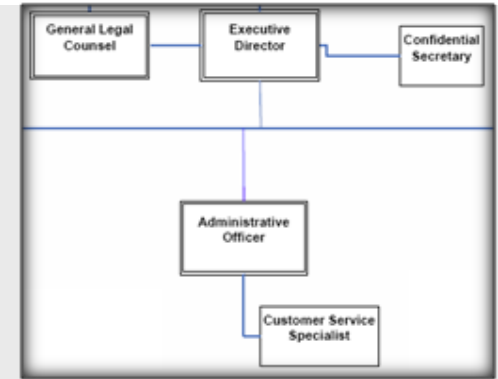 General Legal
Counsel
Executive
Director
Confidential
Secretary
Administrative
Officer
Customer Service
Specialist